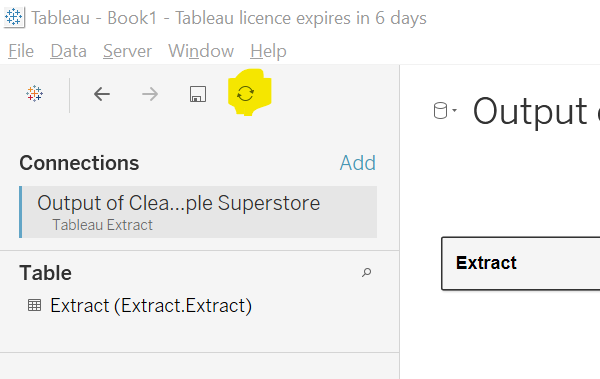 Tableau - Book1 - Tableau licence expires in 6 days
File Data Server Window Help
Output
Connections Add
Output of Clea...ple Superstore
Tableau Extract
Extract
Table
Extract (Extract.Extract)